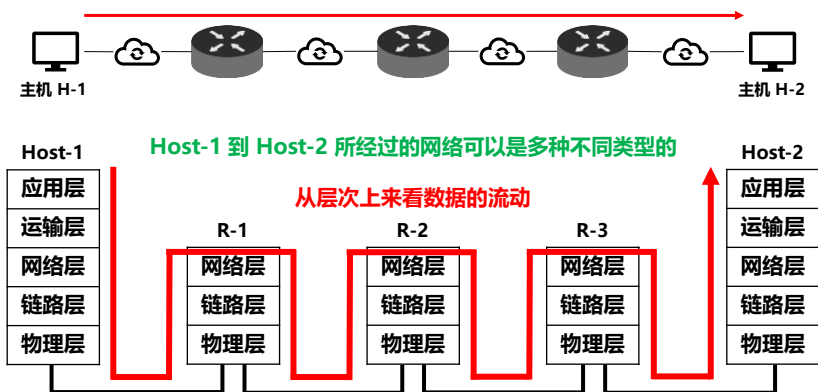 主机 H-1
主机 H-2
Host-1 到 Host-2 所经过的网络可以是多种不同类型的
从层次上来看数据的流动
Host-1
应用层
运输层
网络层
链路层
物理层
R-1
网络层
链路层
物理层
R-2
网络层
链路层
物理层
R-3
网络层
链路层
物理层
Host-2
应用层
运输层
网络层
链路层
物理层